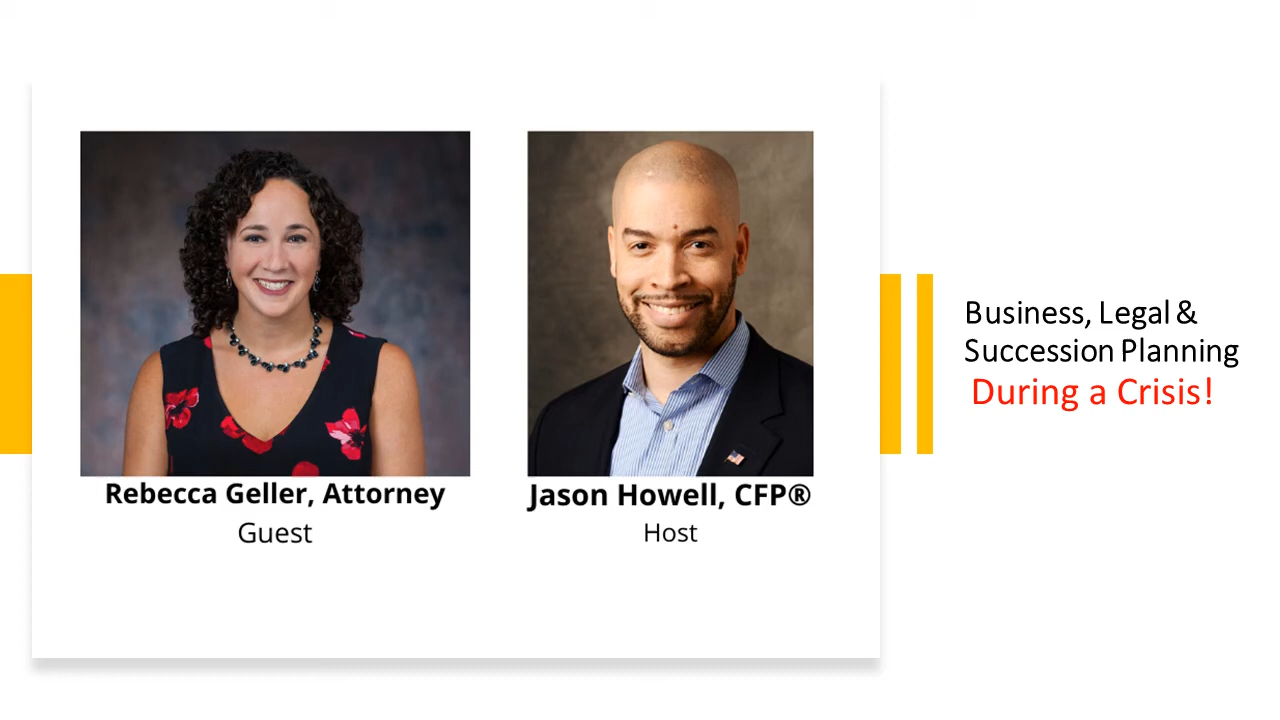 Rebecca Geller, Attorney
Guest
Jason Howell, CFP®
Host
Business, Legal &
Succession Planning
During a Crisis!